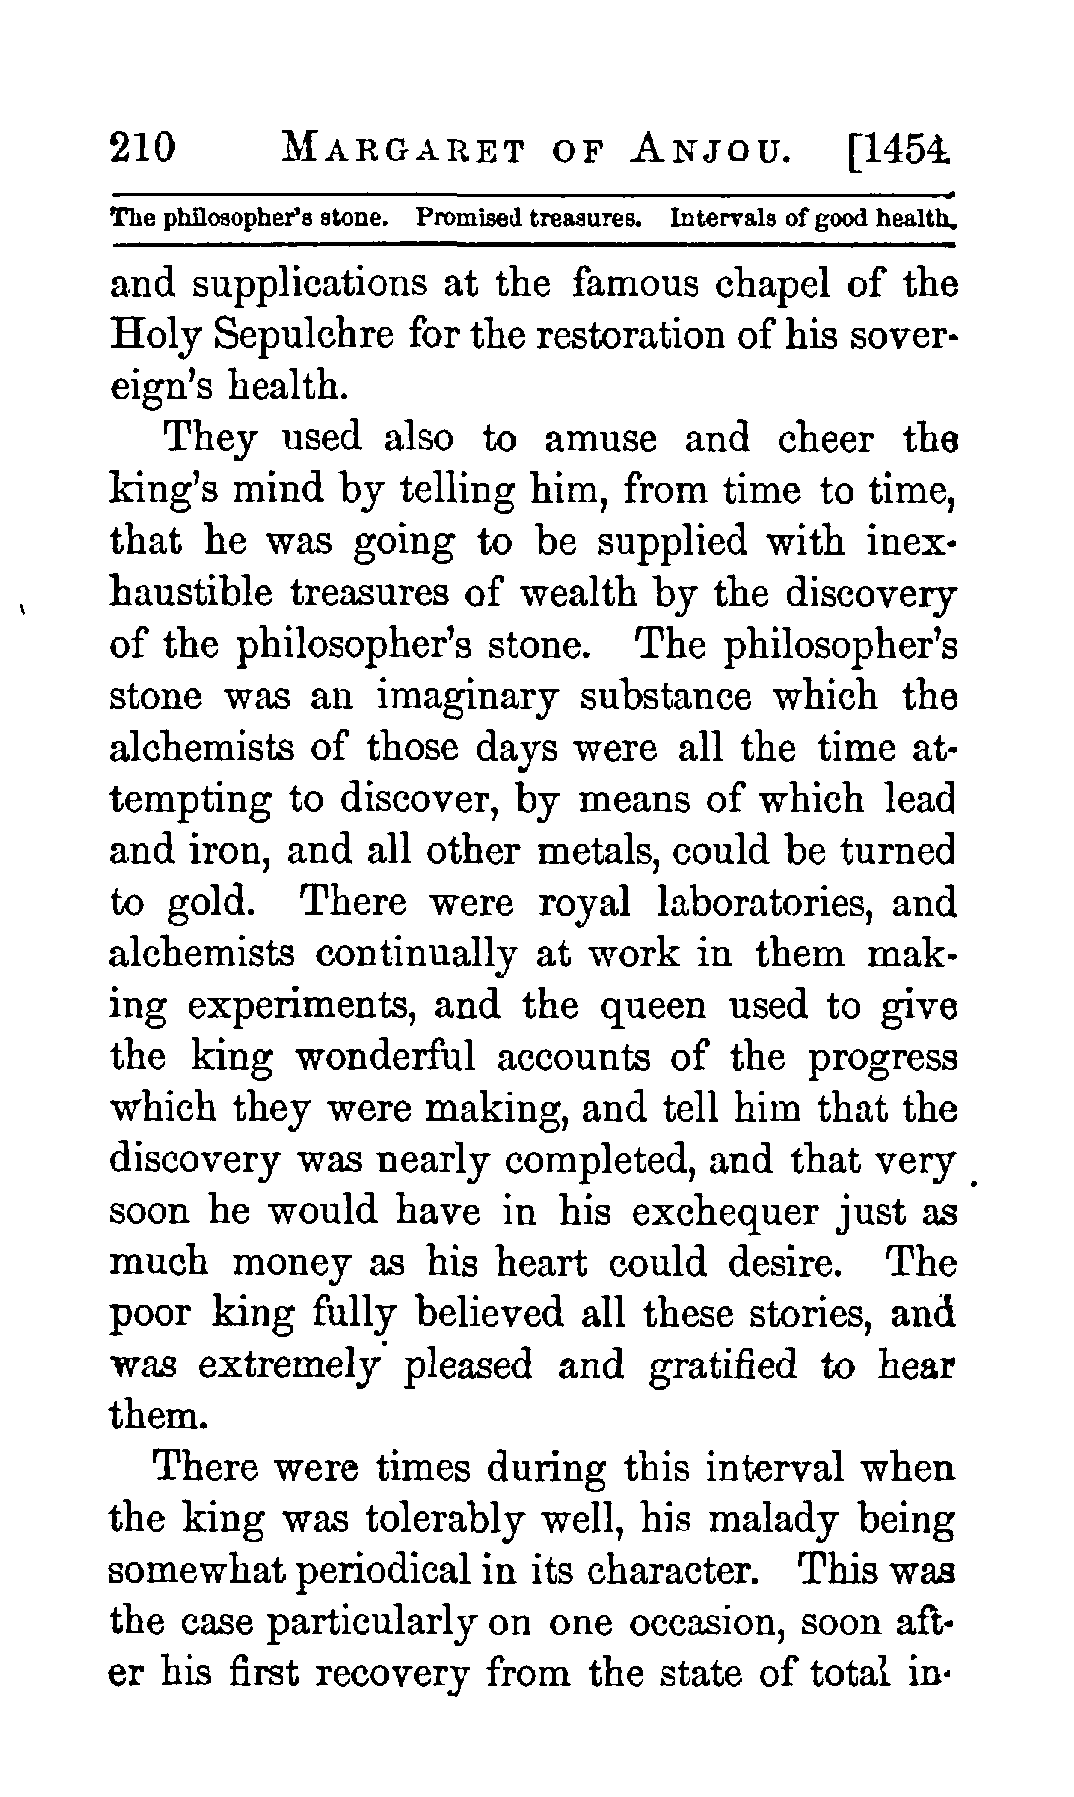 210 MARGARET OF ANJOU. [1454.
The philosopher's stone. Promised treasures. Intervals of good health.
and supplications at the famous chapel of the
Holy Sepulchre for the restoration of his sover-
eign's health.
They used also to amuse and cheer the
king's mind by telling him, from time to time,
that he was going to be supplied with inex-
haustible treasures of wealth by the discovery
of the philosopher's stone. The philosopher's
stone was an imaginary substance which the
alchemists of those days were all the time at-
tempting to discover, by means of which lead
and iron, and all other metals, could be turned
to gold. There were royal laboratories, and
alchemists continually at work in them mak-
ing experiments, and the queen used to give
the king wonderful accounts of the progress
which they were making, and tell him that the
discovery was nearly completed, and that very
soon he would have in his exchequer just as
much money as his heart could desire. The
poor king fully believed all these stories, and
was extremely pleased and gratified to hear
them.
There were times during this interval when
the king was tolerably well, his malady being
somewhat periodical in its character. This was
the case particularly on one occasion, soon aft-
er his first recovery from the state of total in-